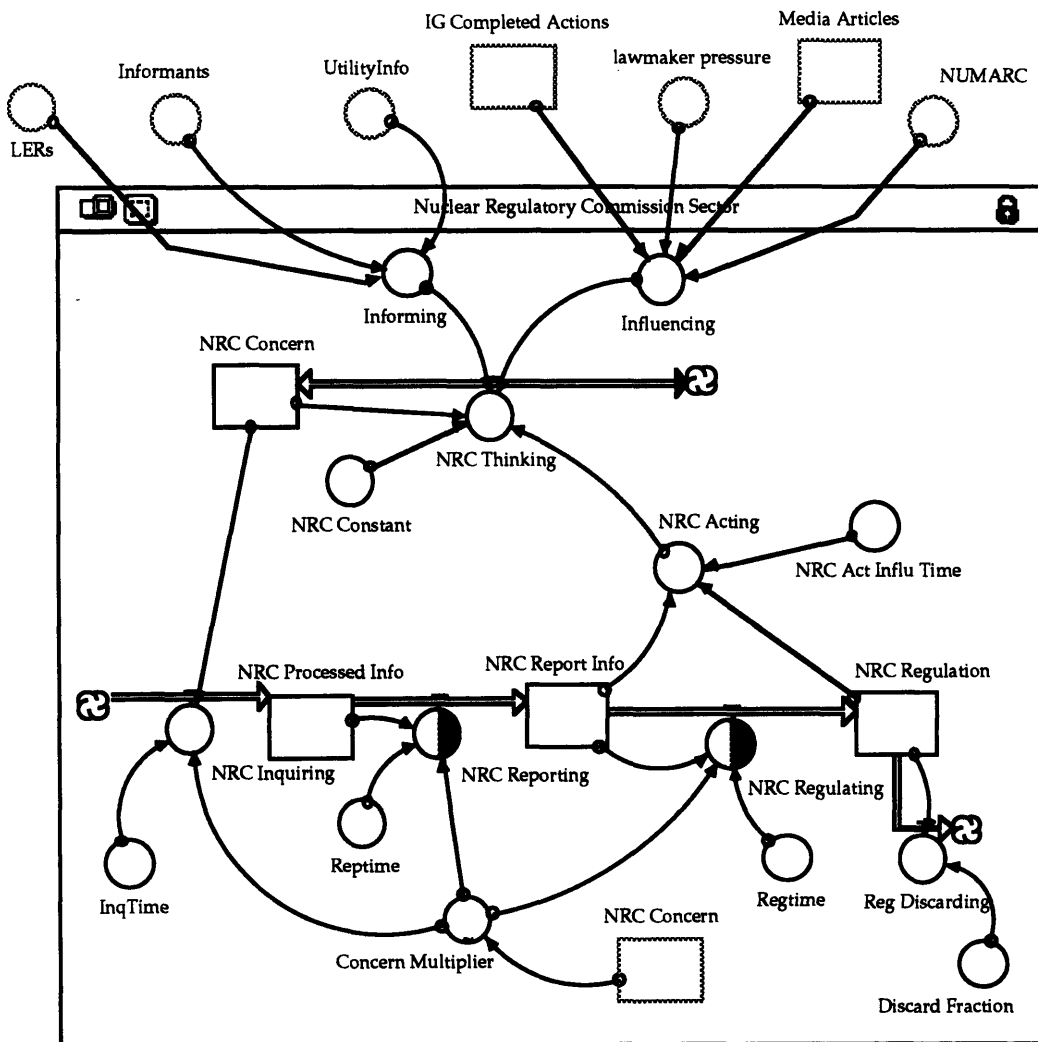 IG Completed Actions
Media Articles
lawmaker pressure
UtilityInfo
Informants
NUMARC
LERs
Nuclear Regulatory Commission Sector
Informing
Influencing
NRC Concern
NRC Thinking
NRC Constant
NRC Acting
NRC Act Influ Time
NRC Processed Info
NRC Report Info
NRC Regulation
NRC Inquiring
NRC Reporting
NRC Regulating
Reptime
InqTime
Regtime
Reg Discarding
NRC Concern
Concern Multiplier
Discard Fraction